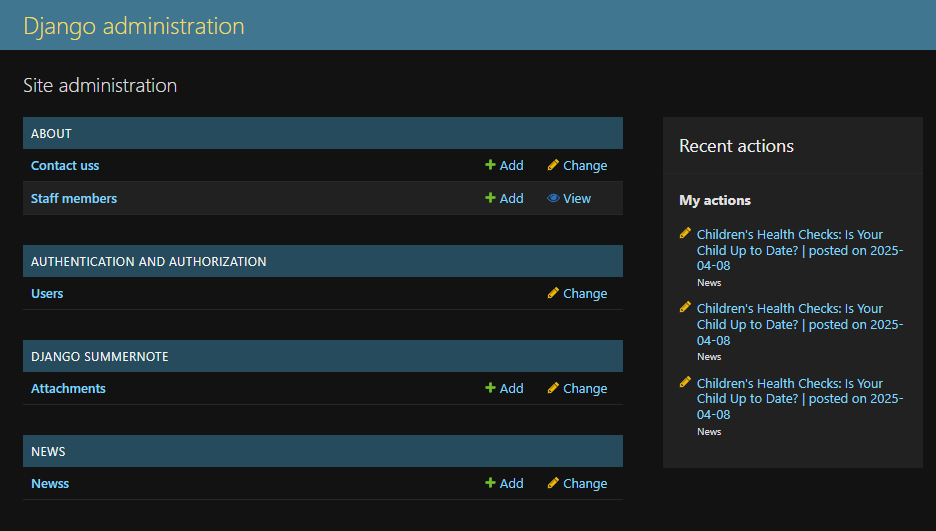 Django administration
Site administration
ABOUT
Contact uss Add Change
Staff members Add View
AUTHENTICATION AND AUTHORIZATION
Users Change
DJANGO SUMMERNOTE
Attachments Add Change
NEWS
Newss Add Change
Recent actions
My actions
Children's Health Checks: Is Your
Child Up to Date? | posted on 2025-
04-08
News
Children's Health Checks: Is Your
Child Up to Date? | posted on 2025-
04-08
News
Children's Health Checks: Is Your
Child Up to Date? | posted on 2025-
04-08
News